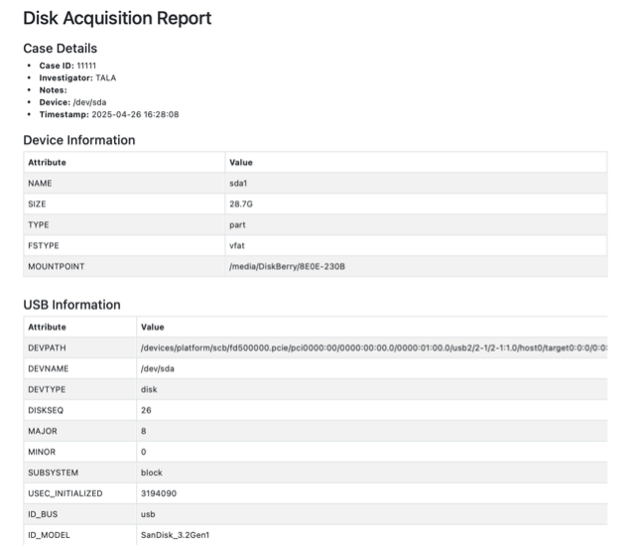 Disk Acquisition Report
Case Details
• Case ID: 11111
• Investigator: TALA
• Notes:
• Device: /dev/sda
• Timestamp: 2025-04-26 16:28:08
Device Information
Attribute Value
NAME sda1
SIZE 28.7G
TYPE part
FSTYPE vfat
MOUNTPOINT /media/DiskBerry/8E0E-230B
USB Information
Attribute Value
DEVPATH /devices/platform/scb/fd500000.pcie/pci0000:00/0000:00:00.0/0000:01:00.0/usb2/2-1/2-1:1.0/host0/target0:0:0/0:0:
DEVNAME /dev/sda
DEVTYPE disk
DISKSEQ 26
MAJOR 8
MINOR 0
SUBSYSTEM block
USEC_INITIALIZED 3194090
ID_BUS usb
ID_MODEL SanDisk_3.2Gen1